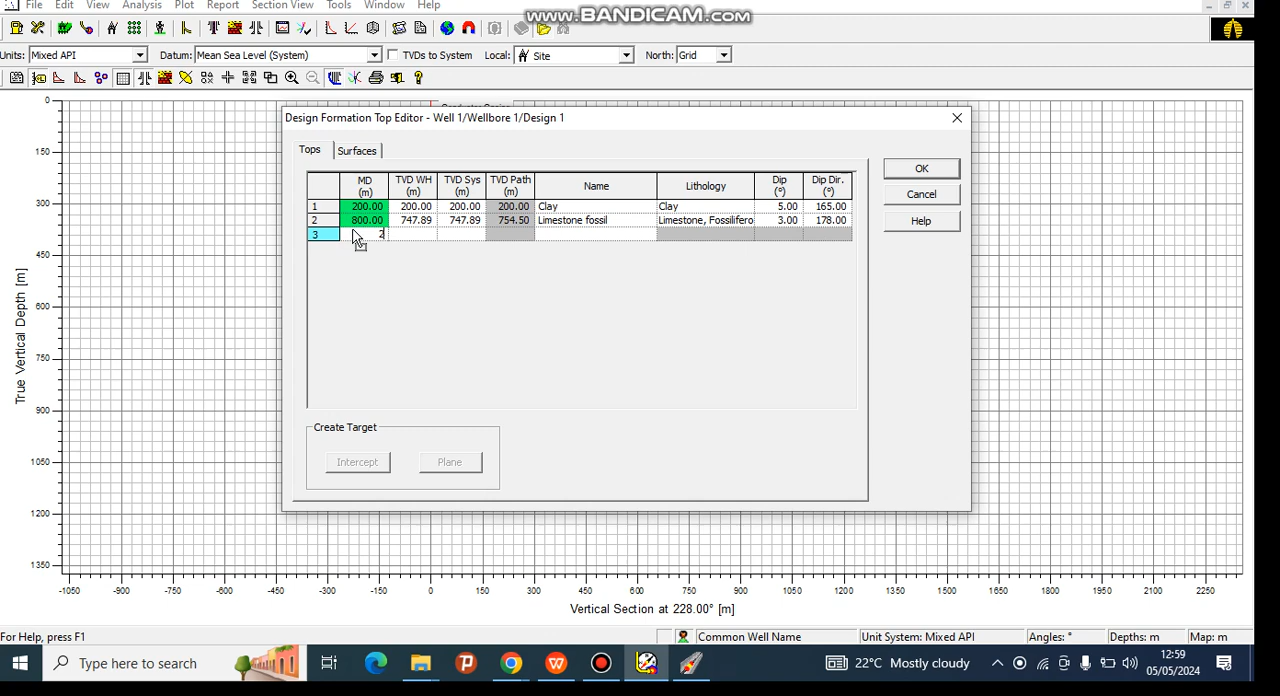 www.BANDICAM.com
File Edit View Analysis Plot Report Section View Tools Window Help
Units: Mixed API Datum: Mean Sea Level (System) TVDs to System Local: Site North: Grid
Design Formation Top Editor - Well 1/Wellbore 1/Design 1
Tops Surfaces
MD (m) TVD WH (m) TVD Sys (m) TVD Path (m) Name Lithology Dip (°) Dip Dir. (°)
1 200.00 200.00 200.00 200.00 Clay Clay 5.00 165.00
2 800.00 747.89 747.89 754.50 Limestone fossil Limestone, Fossilifero 3.00 178.00
3 2
OK
Cancel
Help
Create Target
Intercept Plane
True Vertical Depth [m]
0
150
300
450
600
750
900
1050
1200
1350
-1050 -900 -750 -600 -450 -300 -150 0 150 300 450 600 750 900 1050 1200 1350 1500 1650 1800 1950 2100 2250
Vertical Section at 228.00° [m]
For Help, press F1 Common Well Name Unit System: Mixed API Angles: ° Depths: m Map: m
Type here to search 22°C Mostly cloudy 12:59
05/05/2024